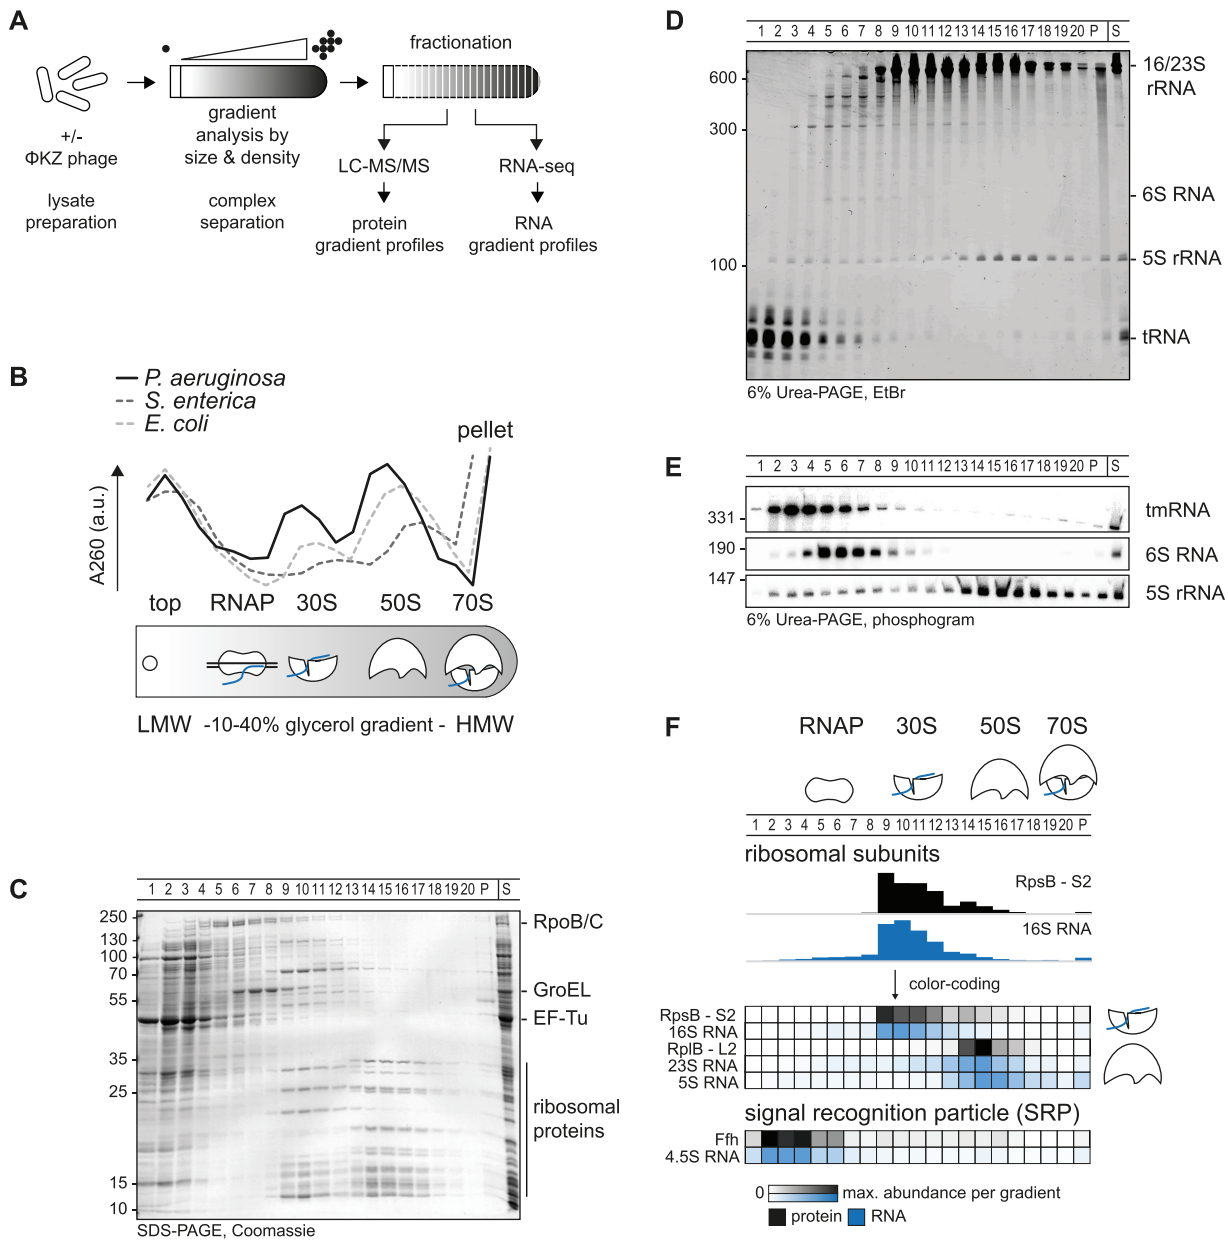 A
+/-
ΦKZ phage
lysate
preparation
gradient
analysis by
size & density
complex
separation
fractionation
LC-MS/MS
RNA-seq
protein
gradient profiles
RNA
gradient profiles
B
P. aeruginosa
S. enterica
E. coli
pellet
A260 (a.u.)
top RNAP 30S 50S 70S
LMW -10-40% glycerol gradient - HMW
C
1 2 3 4 5 6 7 8 9 10 11 12 13 14 15 16 17 18 19 20 P S
250
130
100
70
55
35
25
15
10
RpoB/C
GroEL
EF-Tu
ribosomal
proteins
SDS-PAGE, Coomassie
D
1 2 3 4 5 6 7 8 9 10 11 12 13 14 15 16 17 18 19 20 P S
600
300
100
16/23S
rRNA
6S RNA
5S rRNA
tRNA
6% Urea-PAGE, EtBr
E
1 2 3 4 5 6 7 8 9 10 11 12 13 14 15 16 17 18 19 20 P S
331
190
147
tmRNA
6S RNA
5S rRNA
6% Urea-PAGE, phosphogram
F
RNAP 30S 50S 70S
1 2 3 4 5 6 7 8 9 10 11 12 13 14 15 16 17 18 19 20 P
ribosomal subunits
RpsB - S2
16S RNA
color-coding
RpsB - S2
16S RNA
RplB - L2
23S RNA
5S RNA
signal recognition particle (SRP)
Ffh
4.5S RNA
0 max. abundance per gradient
protein RNA